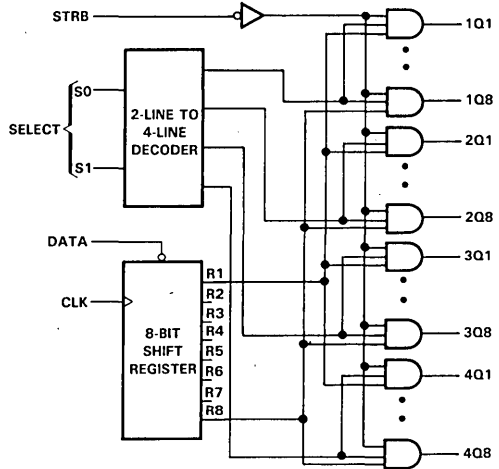 STRB
1Q1
S0
SELECT
S1
2-LINE TO
4-LINE
DECODER
1Q8
2Q1
2Q8
DATA
CLK
8-BIT
SHIFT
REGISTER
R1
R2
R3
R4
R5
R6
R7
R8
3Q1
3Q8
4Q1
4Q8